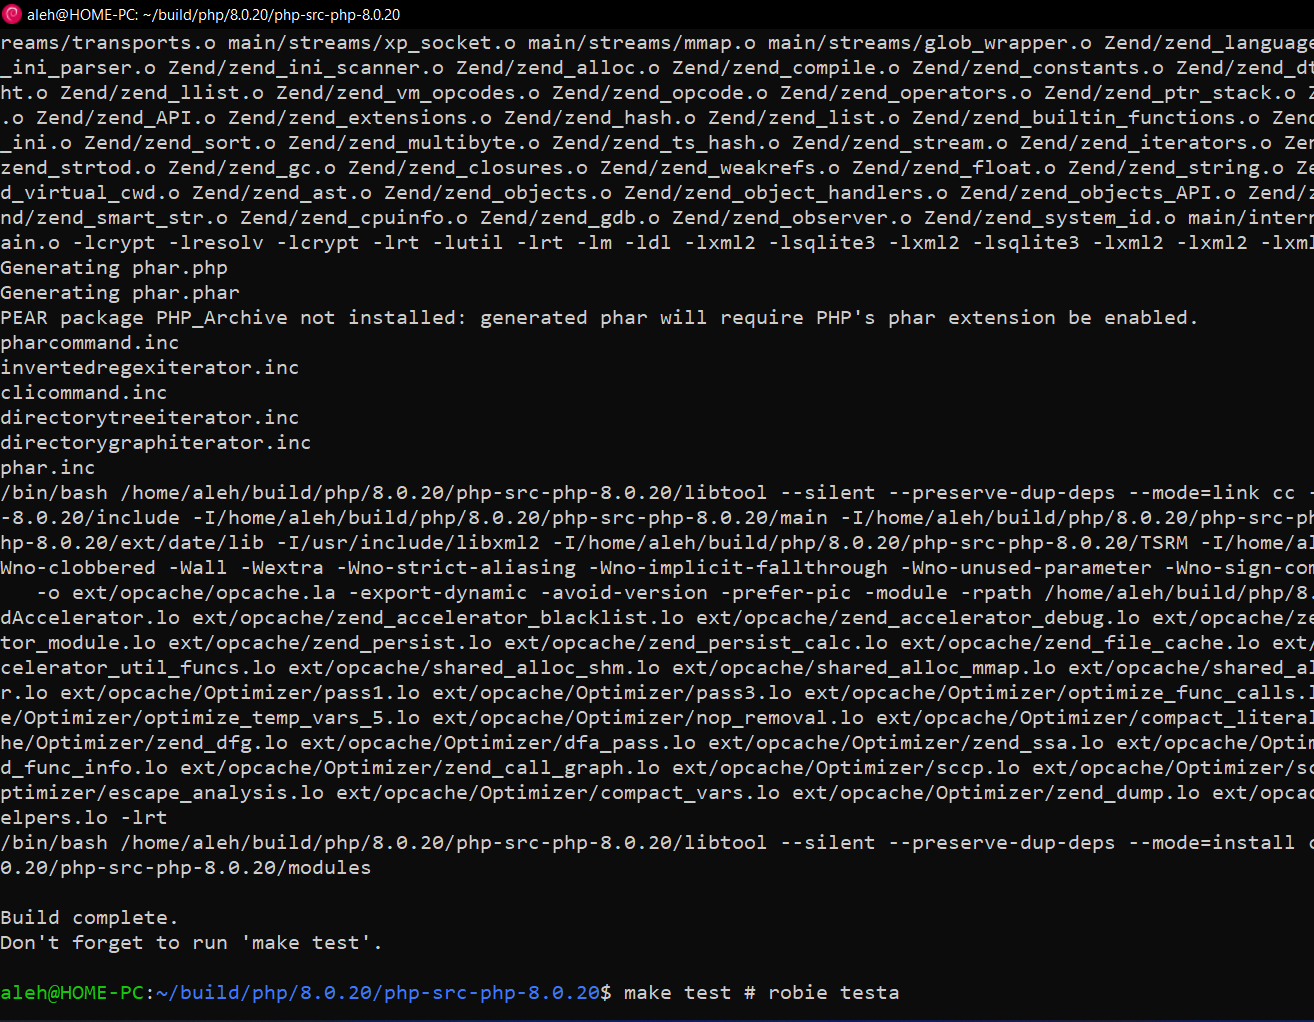 aleh@HOME-PC: ~/build/php/8.0.20/php-src-php-8.0.20
reams/transports.o main/streams/xp_socket.o main/streams/mmap.o main/streams/glob_wrapper.o Zend/zend_language
_ini_parser.o Zend/zend_ini_scanner.o Zend/zend_alloc.o Zend/zend_compile.o Zend/zend_constants.o Zend/zend_dt
ht.o Zend/zend_llist.o Zend/zend_vm_opcodes.o Zend/zend_opcode.o Zend/zend_operators.o Zend/zend_ptr_stack.o Z
.o Zend/zend_API.o Zend/zend_extensions.o Zend/zend_hash.o Zend/zend_list.o Zend/zend_builtin_functions.o Zend
_ini.o Zend/zend_sort.o Zend/zend_multibyte.o Zend/zend_ts_hash.o Zend/zend_stream.o Zend/zend_iterators.o Zen
zend_strtod.o Zend/zend_gc.o Zend/zend_closures.o Zend/zend_weakrefs.o Zend/zend_float.o Zend/zend_string.o Ze
d_virtual_cwd.o Zend/zend_ast.o Zend/zend_objects.o Zend/zend_object_handlers.o Zend/zend_objects_API.o Zend/z
nd/zend_smart_str.o Zend/zend_cpuinfo.o Zend/zend_gdb.o Zend/zend_observer.o Zend/zend_system_id.o main/intern
ain.o -lcrypt -lresolv -lcrypt -lrt -lutil -lrt -lm -ldl -lxml2 -lsqlite3 -lxml2 -lsqlite3 -lxml2 -lxml2 -lxml
Generating phar.php
Generating phar.phar
PEAR package PHP_Archive not installed: generated phar will require PHP's phar extension be enabled.
pharcommand.inc
invertedregexiterator.inc
clicommand.inc
directorytreeiterator.inc
directorygraphiterator.inc
phar.inc
/bin/bash /home/aleh/build/php/8.0.20/php-src-php-8.0.20/libtool --silent --preserve-dup-deps --mode=link cc -
-8.0.20/include -I/home/aleh/build/php/8.0.20/php-src-php-8.0.20/main -I/home/aleh/build/php/8.0.20/php-src-ph
hp-8.0.20/ext/date/lib -I/usr/include/libxml2 -I/home/aleh/build/php/8.0.20/php-src-php-8.0.20/TSRM -I/home/al
Wno-clobbered -Wall -Wextra -Wno-strict-aliasing -Wno-implicit-fallthrough -Wno-unused-parameter -Wno-sign-com
-o ext/opcache/opcache.la -export-dynamic -avoid-version -prefer-pic -module -rpath /home/aleh/build/php/8.
dAccelerator.lo ext/opcache/zend_accelerator_blacklist.lo ext/opcache/zend_accelerator_debug.lo ext/opcache/ze
tor_module.lo ext/opcache/zend_persist.lo ext/opcache/zend_persist_calc.lo ext/opcache/zend_file_cache.lo ext/
celerator_util_funcs.lo ext/opcache/shared_alloc_shm.lo ext/opcache/shared_alloc_mmap.lo ext/opcache/shared_al
r.lo ext/opcache/Optimizer/pass1.lo ext/opcache/Optimizer/pass3.lo ext/opcache/Optimizer/optimize_func_calls.l
e/Optimizer/optimize_temp_vars_5.lo ext/opcache/Optimizer/nop_removal.lo ext/opcache/Optimizer/compact_literal
he/Optimizer/zend_dfg.lo ext/opcache/Optimizer/dfa_pass.lo ext/opcache/Optimizer/zend_ssa.lo ext/opcache/Optim
d_func_info.lo ext/opcache/Optimizer/zend_call_graph.lo ext/opcache/Optimizer/sccp.lo ext/opcache/Optimizer/sc
ptimizer/escape_analysis.lo ext/opcache/Optimizer/compact_vars.lo ext/opcache/Optimizer/zend_dump.lo ext/opcac
elpers.lo -lrt
/bin/bash /home/aleh/build/php/8.0.20/php-src-php-8.0.20/libtool --silent --preserve-dup-deps --mode=install c
0.20/php-src-php-8.0.20/modules
Build complete.
Don't forget to run 'make test'.
aleh@HOME-PC:~/build/php/8.0.20/php-src-php-8.0.20$ make test # robie testa